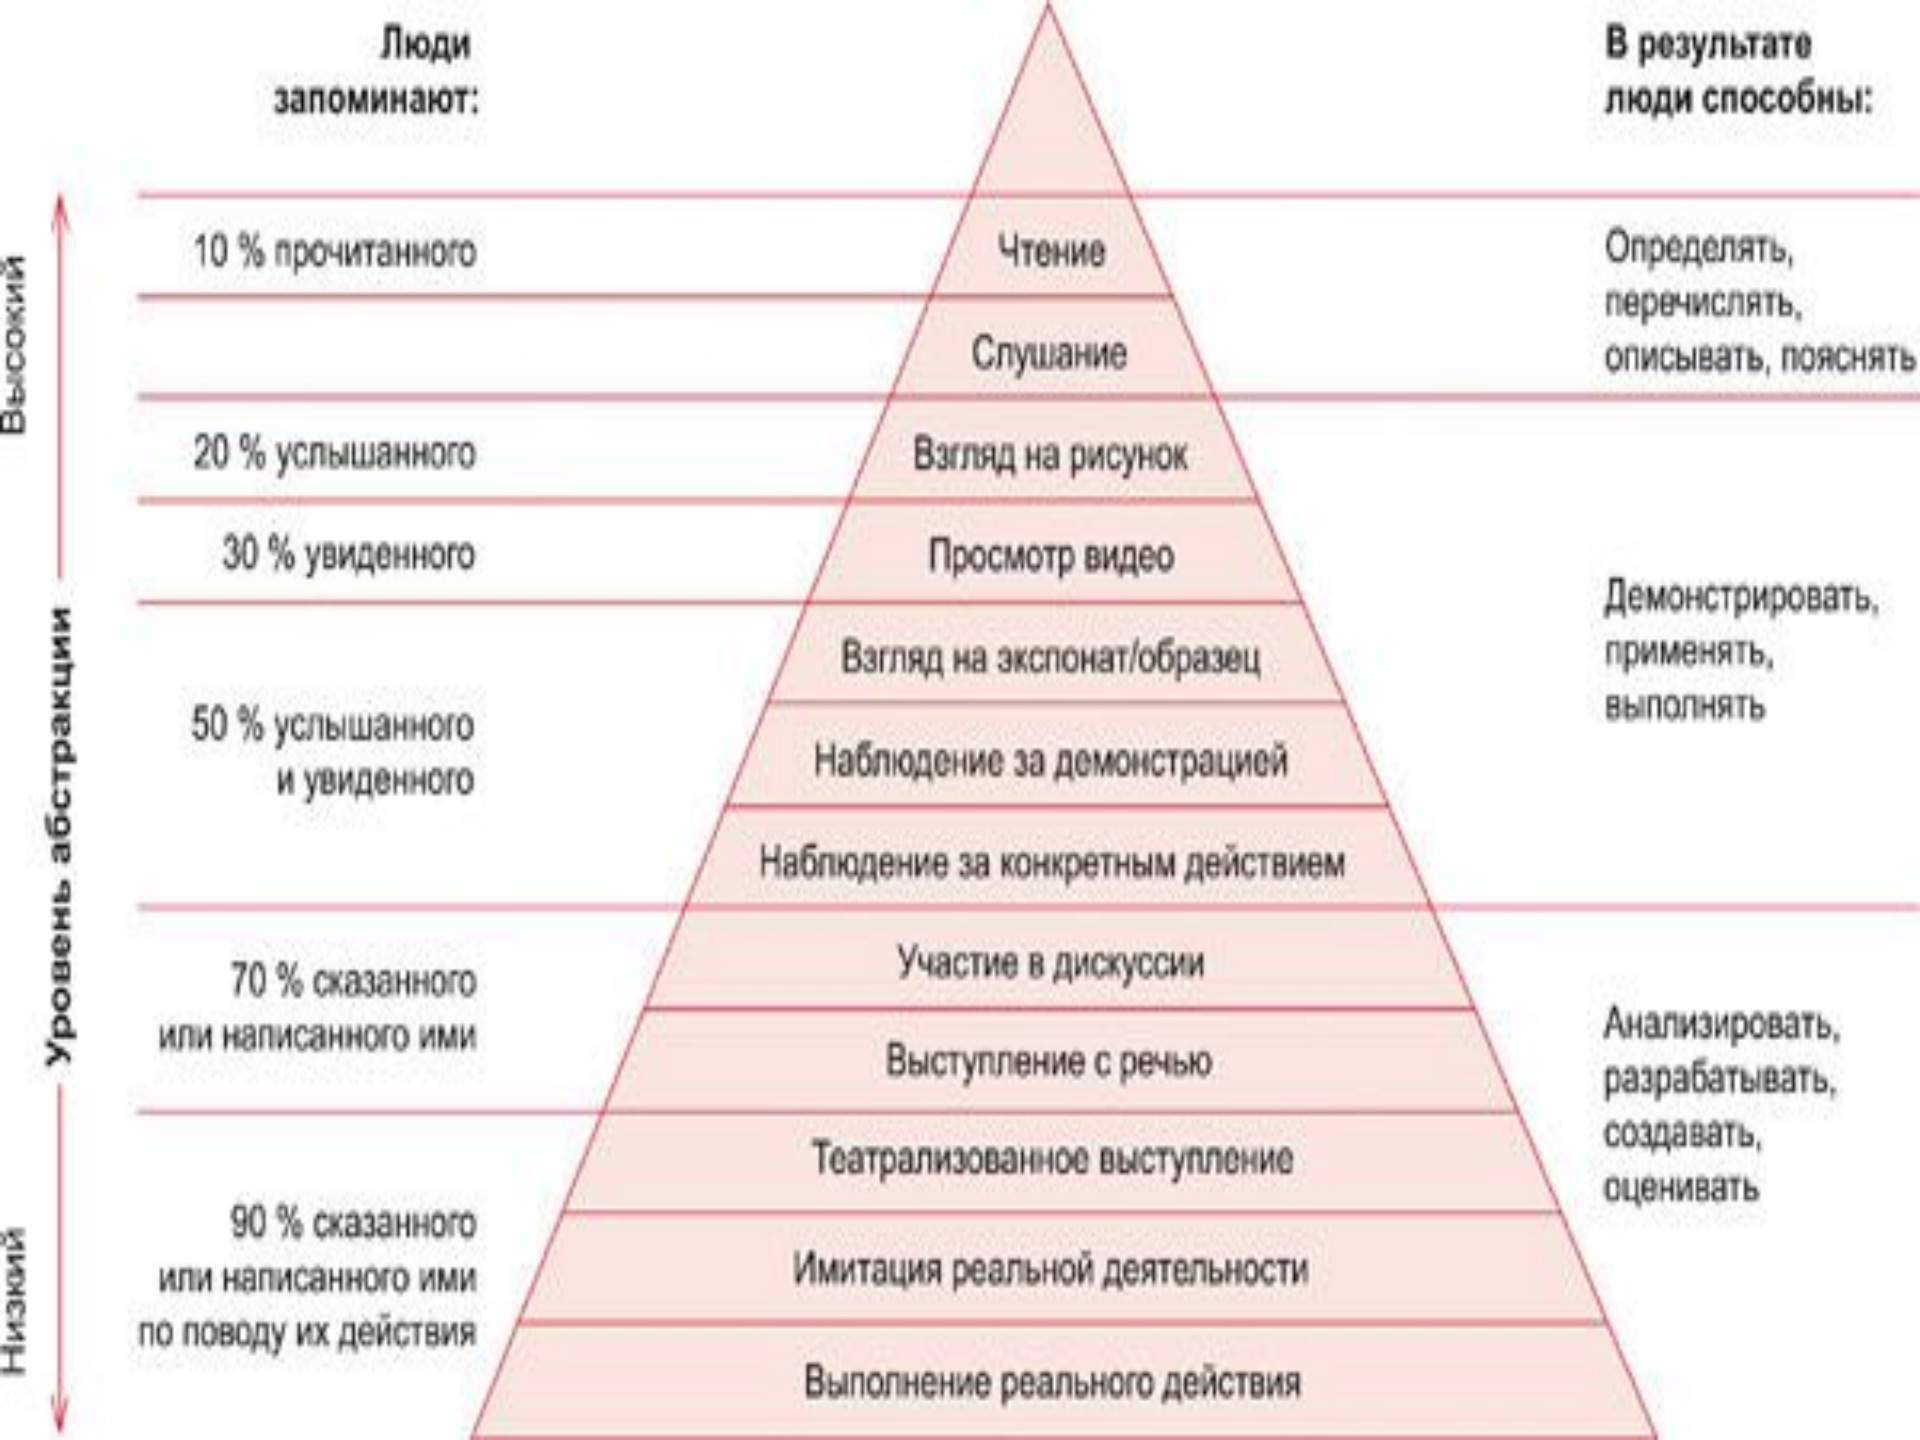 Люди
запоминают:
В результате
люди способны:
Высокий
Уровень абстракции
Низкий
10 % прочитанного
Чтение
Определять,
перечислять,
описывать, пояснять
Слушание
20 % услышанного
Взгляд на рисунок
30 % увиденного
Просмотр видео
Демонстрировать,
применять,
выполнять
Взгляд на экспонат/образец
50 % услышанного
и увиденного
Наблюдение за демонстрацией
Наблюдение за конкретным действием
70 % сказанного
или написанного ими
Участие в дискуссии
Выступление с речью
Анализировать,
разрабатывать,
создавать,
оценивать
Театрализованное выступление
90 % сказанного
или написанного ими
по поводу их действия
Имитация реальной деятельности
Выполнение реального действия